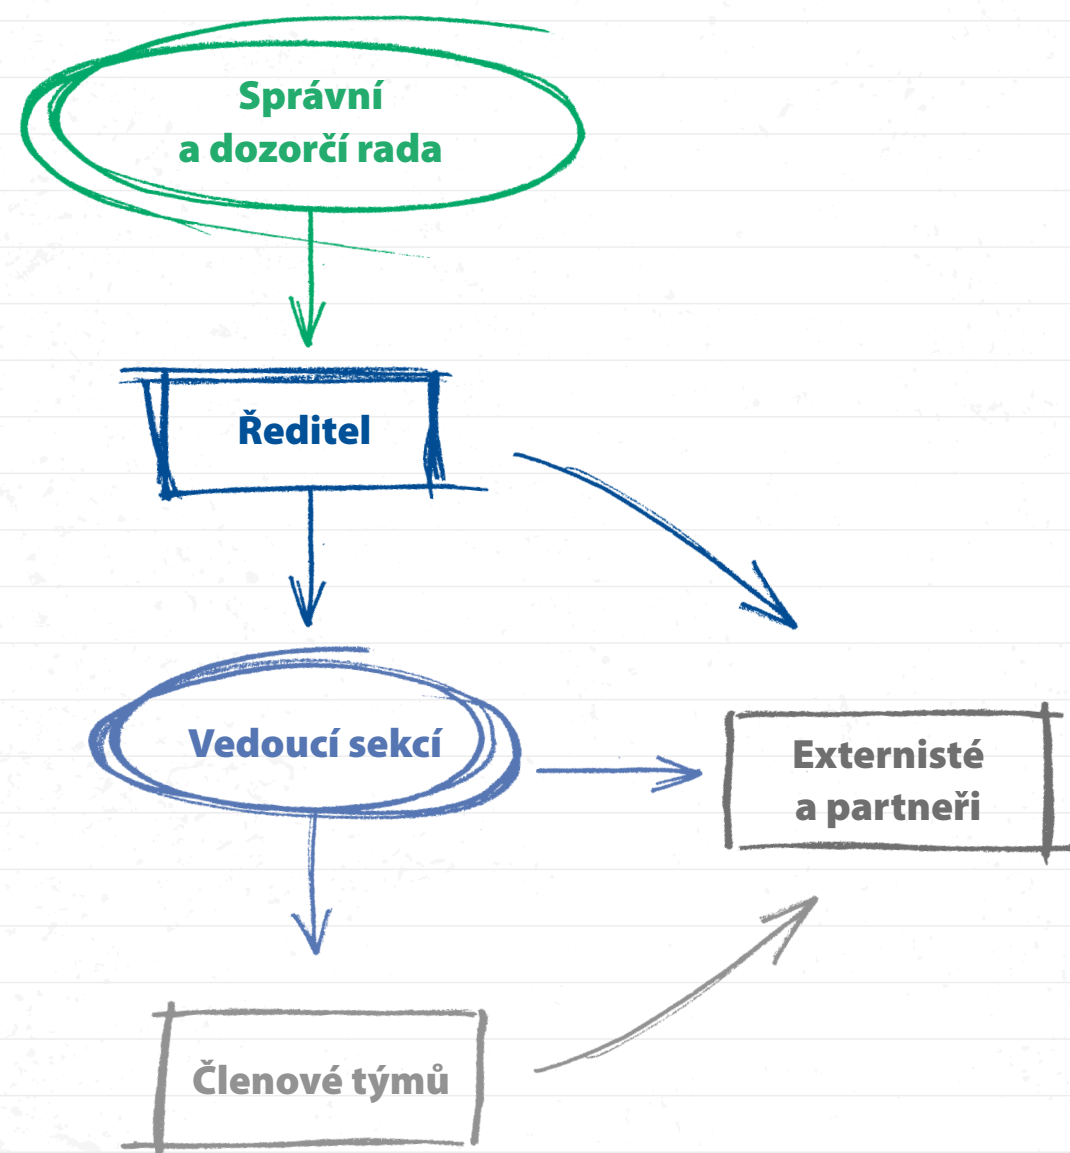 Správní
a dozorčí rada
Ředitel
Vedoucí sekcí
Externisté
a partneři
Členové týmů